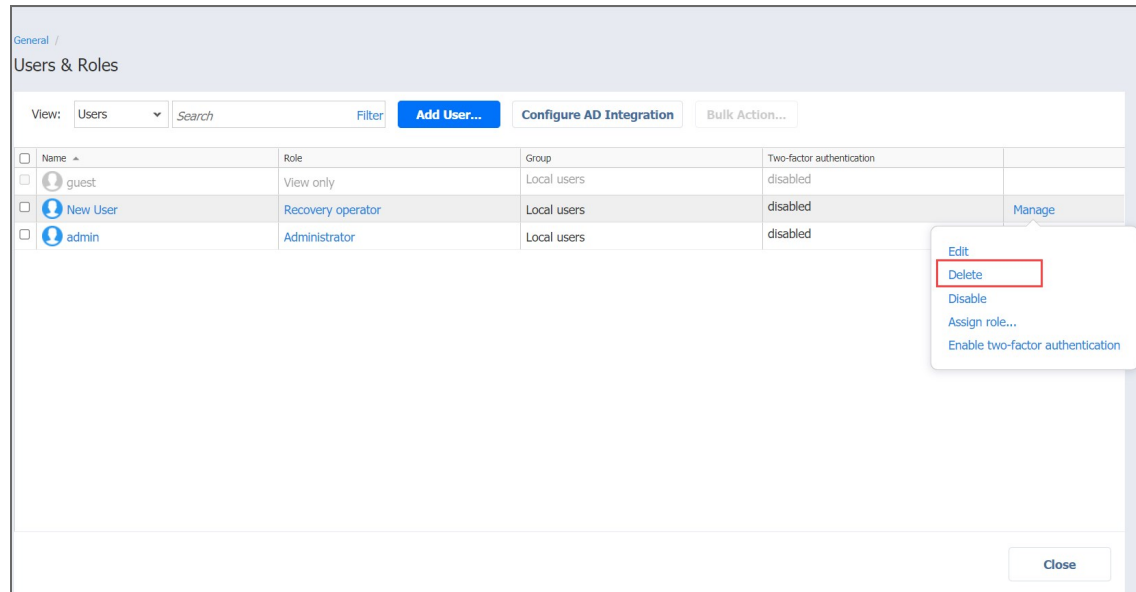 General /
Users & Roles
View: Users Search Filter Add User... Configure AD Integration Bulk Action...
Name Role Group Two-factor authentication
guest View only Local users disabled
New User Recovery operator Local users disabled Manage
admin Administrator Local users disabled
Edit
Delete
Disable
Assign role...
Enable two-factor authentication
Close